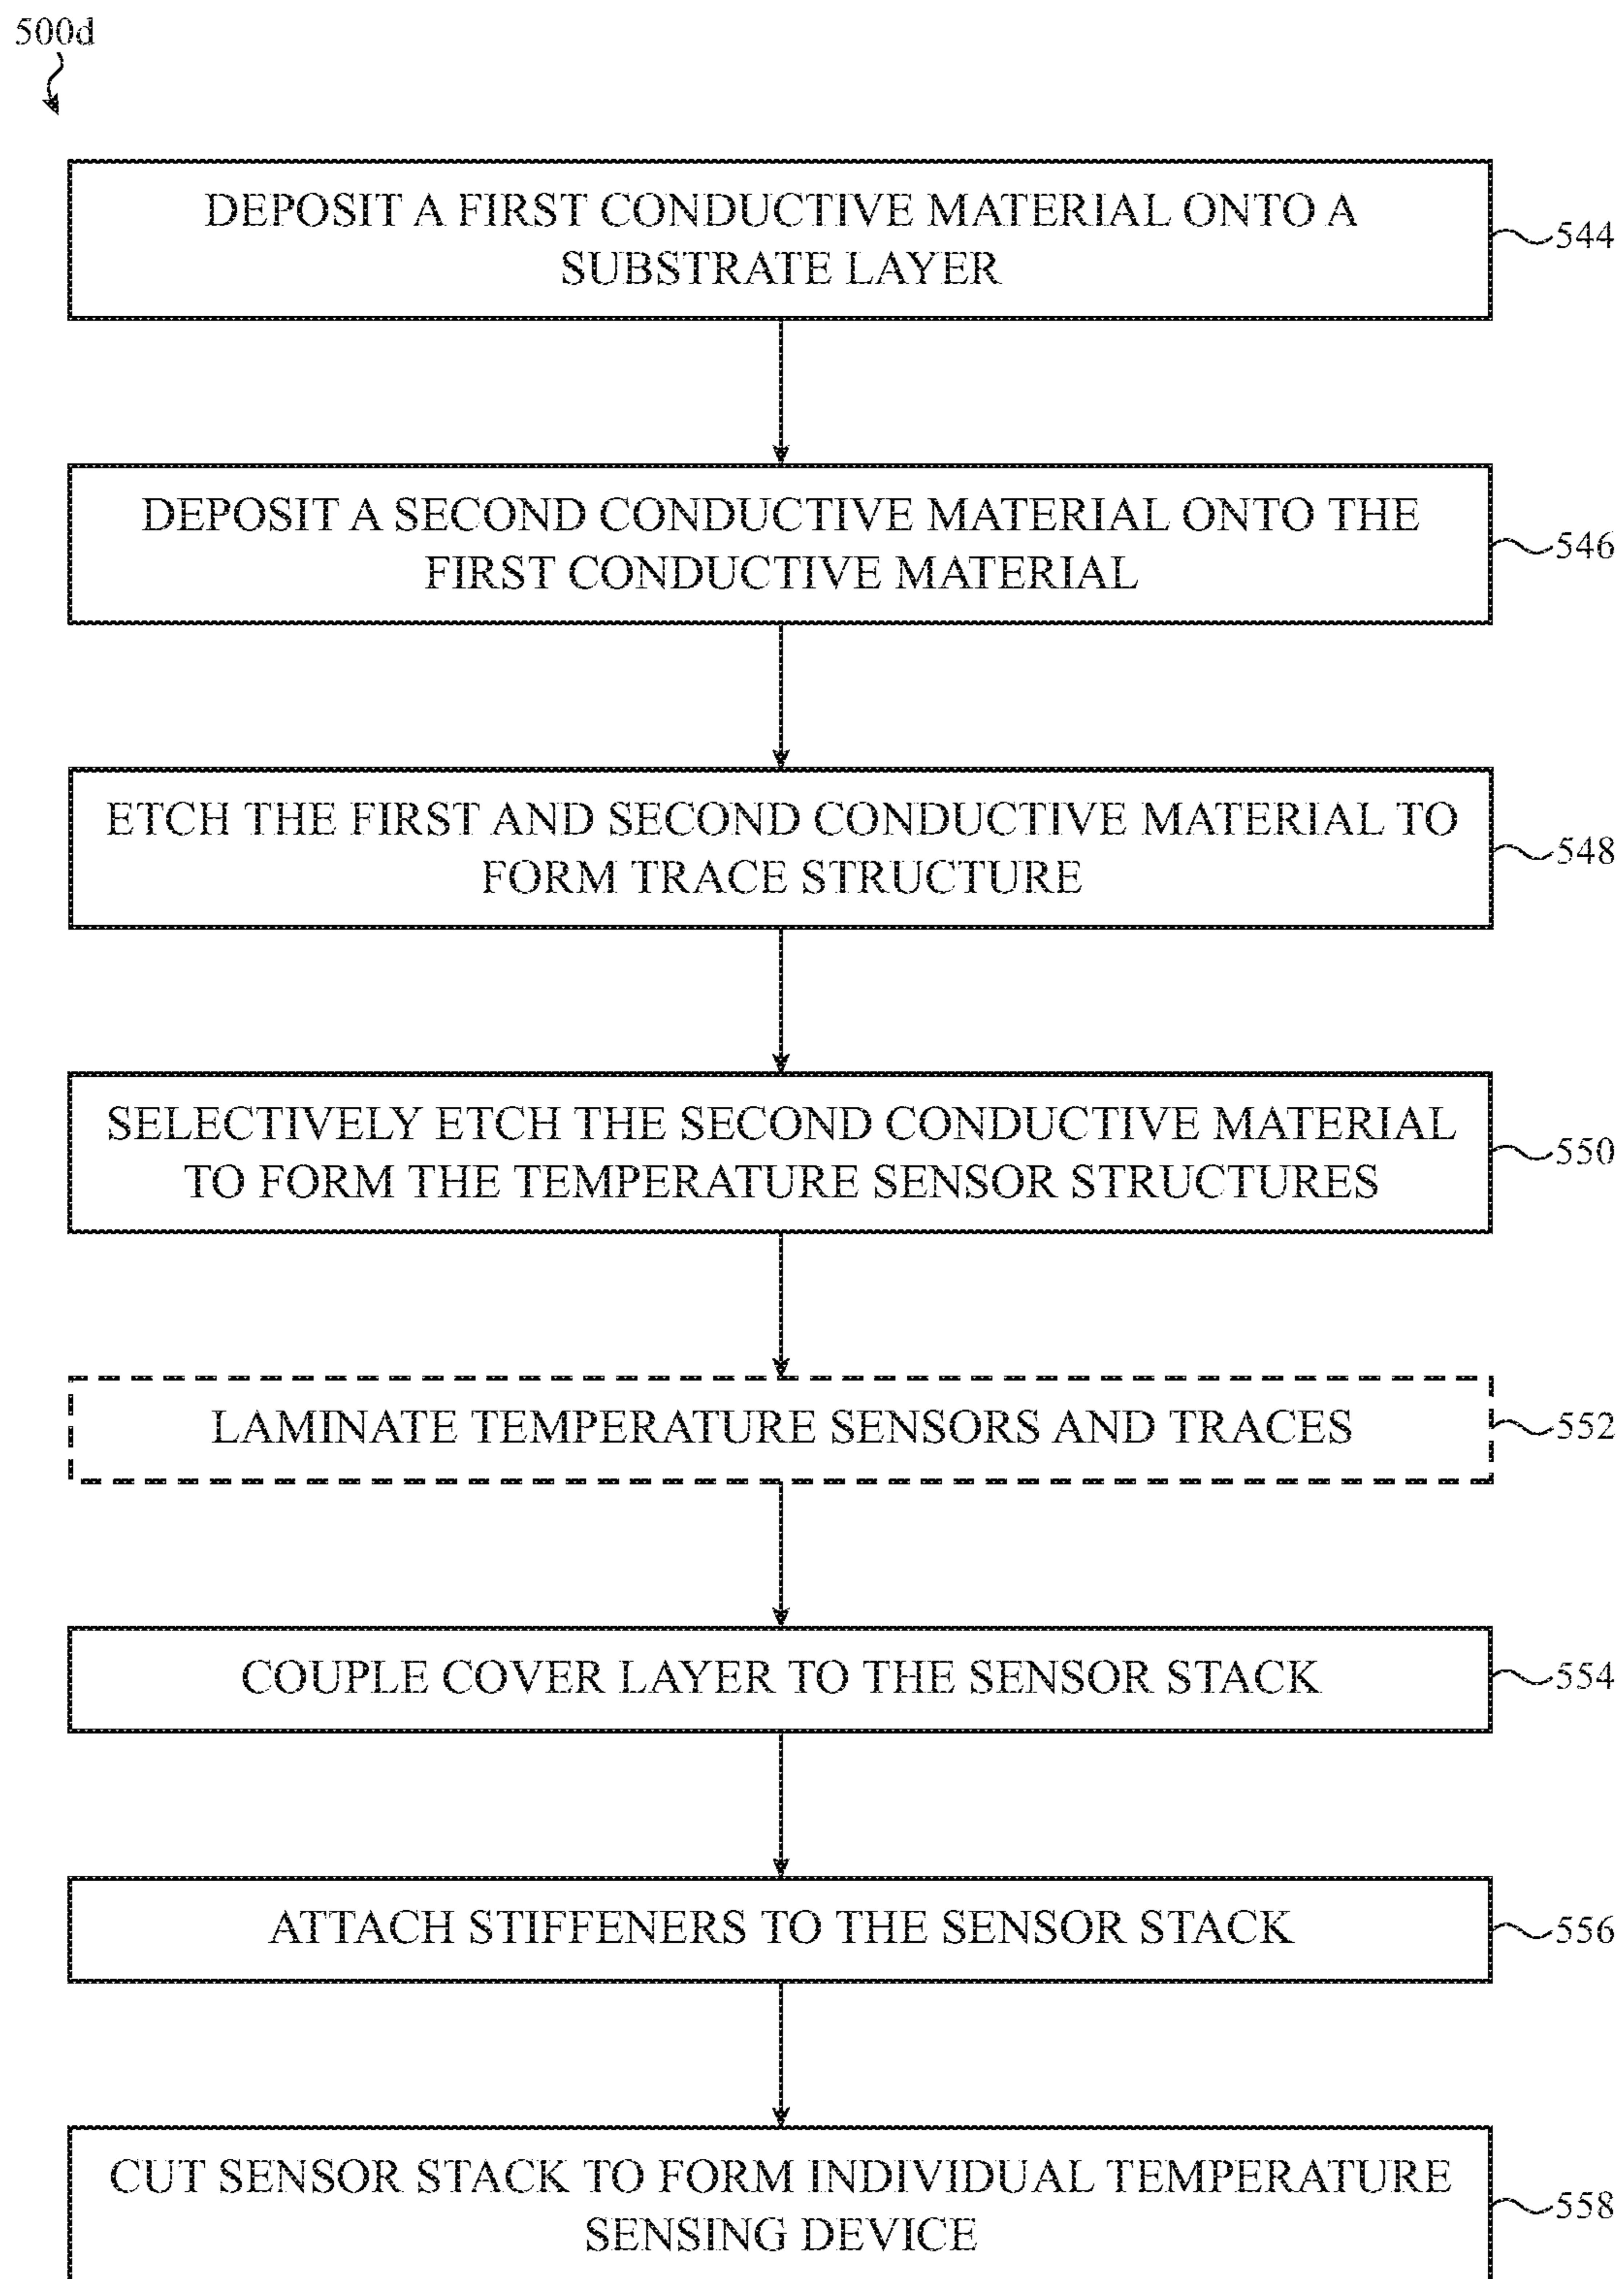 500d
DEPOSIT A FIRST CONDUCTIVE MATERIAL ONTO A
SUBSTRATE LAYER
544
DEPOSIT A SECOND CONDUCTIVE MATERIAL ONTO THE
FIRST CONDUCTIVE MATERIAL
546
ETCH THE FIRST AND SECOND CONDUCTIVE MATERIAL TO
FORM TRACE STRUCTURE
548
SELECTIVELY ETCH THE SECOND CONDUCTIVE MATERIAL
TO FORM THE TEMPERATURE SENSOR STRUCTURES
550
LAMINATE TEMPERATURE SENSORS AND TRACES
552
COUPLE COVER LAYER TO THE SENSOR STACK
554
ATTACH STIFFENERS TO THE SENSOR STACK
556
CUT SENSOR STACK TO FORM INDIVIDUAL TEMPERATURE
SENSING DEVICE
558